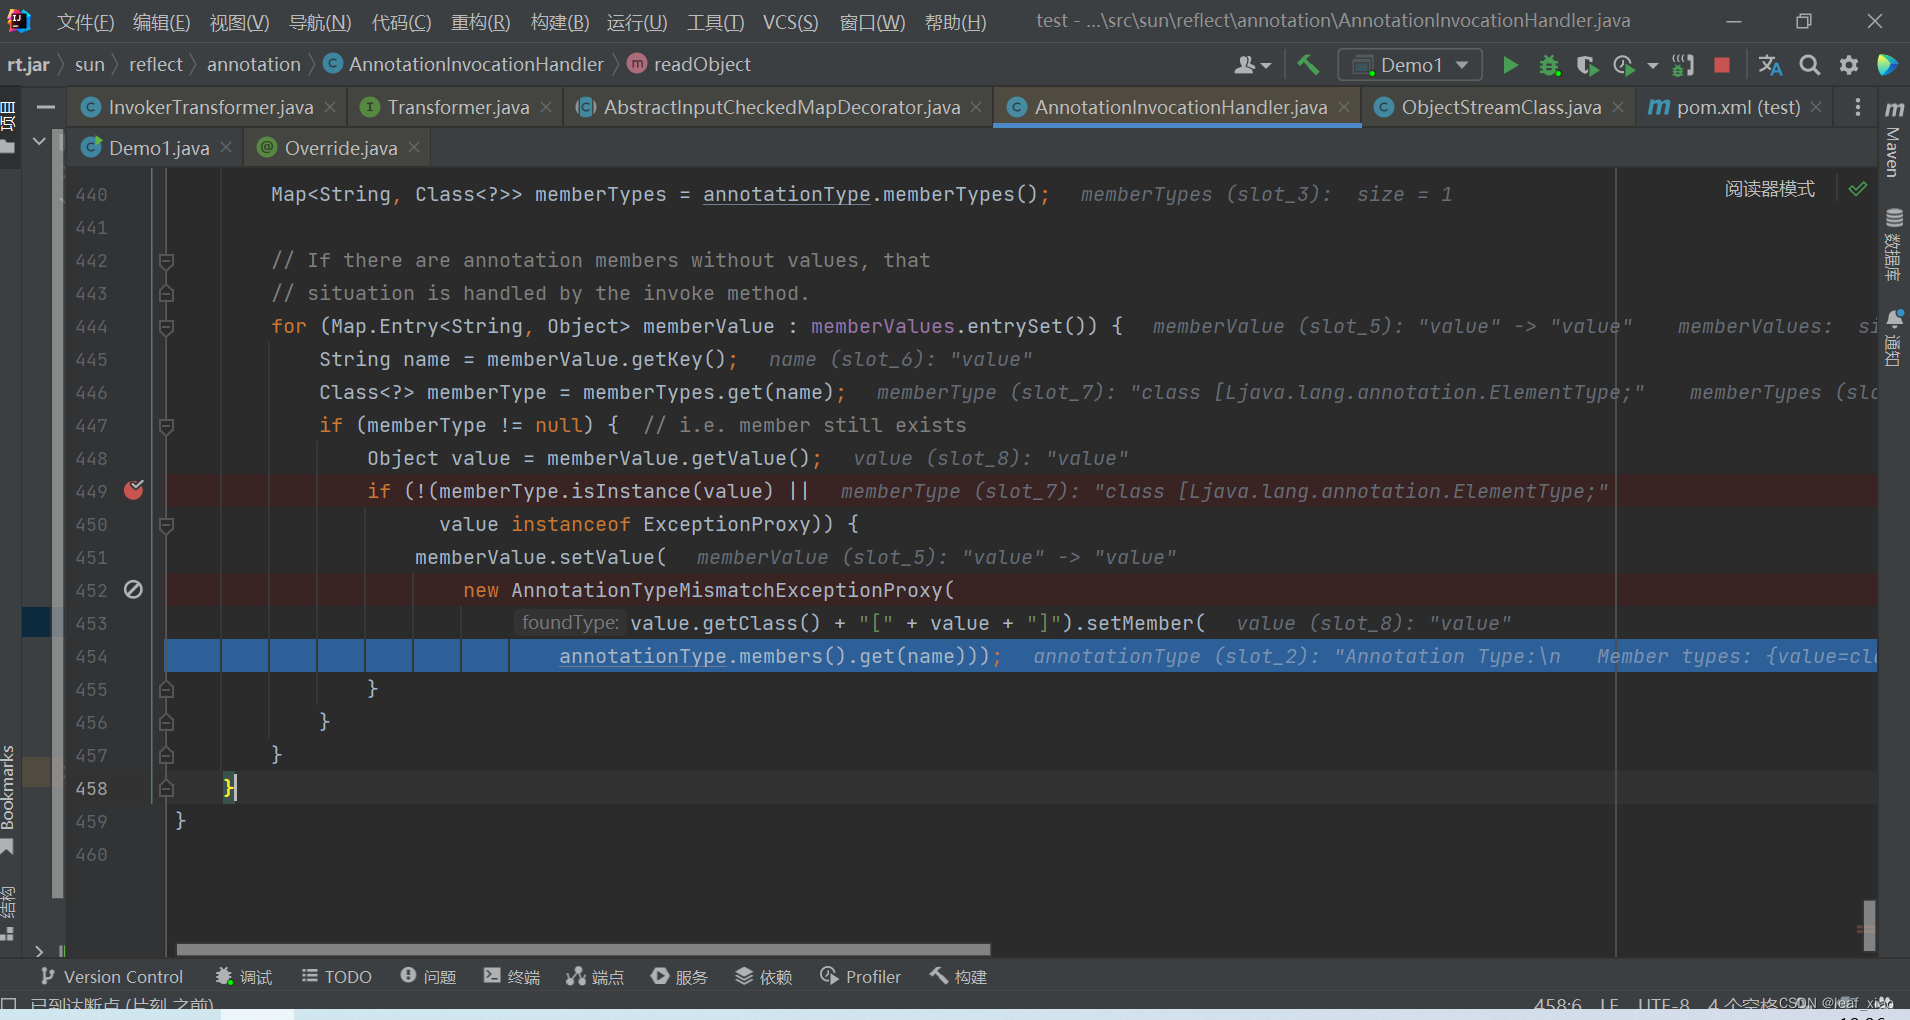 文件(F) 编辑(E) 视图(V) 导航(N) 代码(C) 重构(R) 构建(B) 运行(U) 工具(T) VCS(S) 窗口(W) 帮助(H) test - ...\src\sun\reflect\annotation\AnnotationInvocationHandler.java
rt.jar sun reflect annotation AnnotationInvocationHandler readObject Demo1
InvokerTransformer.java Transformer.java AbstractInputCheckedMapDecorator.java AnnotationInvocationHandler.java ObjectStreamClass.java pom.xml (test)
Demo1.java Override.java
项目
Bookmarks
结构
Maven
数据库
通知
阅读器模式
440 Map<String, Class<?>> memberTypes = annotationType.memberTypes(); memberTypes (slot_3): size = 1
441
442 // If there are annotation members without values, that
443 // situation is handled by the invoke method.
444 for (Map.Entry<String, Object> memberValue : memberValues.entrySet()) { memberValue (slot_5): "value" -> "value" memberValues: si
445 String name = memberValue.getKey(); name (slot_6): "value"
446 Class<?> memberType = memberTypes.get(name); memberType (slot_7): "class [Ljava.lang.annotation.ElementType;" memberTypes (slo
447 if (memberType != null) { // i.e. member still exists
448 Object value = memberValue.getValue(); value (slot_8): "value"
449 if (!(memberType.isInstance(value) || memberType (slot_7): "class [Ljava.lang.annotation.ElementType;"
450 value instanceof ExceptionProxy)) {
451 memberValue.setValue( memberValue (slot_5): "value" -> "value"
452 new AnnotationTypeMismatchExceptionProxy(
453 foundType: value.getClass() + "[" + value + "]").setMember( value (slot_8): "value"
454 annotationType.members().get(name))); annotationType (slot_2): "Annotation Type:\n Member types: {value=cla
455 }
456 }
457 }
458 }
459 }
460
Version Control 调试 TODO 问题 终端 端点 服务 依赖 Profiler 构建
已到达断点 (片刻 之前) 458:6 LF UTF-8 4 个空格
CSDN @leaf_xiao